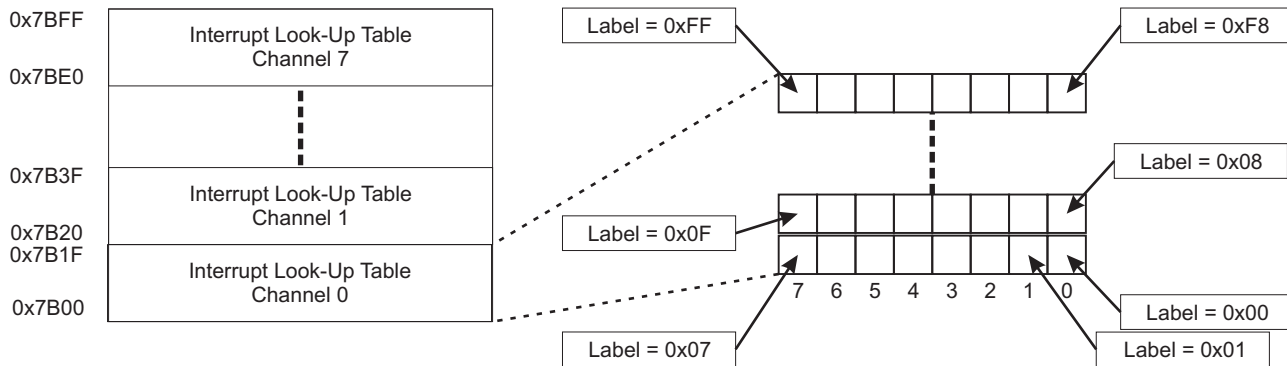 0x7BFF
Interrupt Look-Up Table
Channel 7
0x7BE0
0x7B3F
Interrupt Look-Up Table
Channel 1
0x7B20
0x7B1F
Interrupt Look-Up Table
Channel 0
0x7B00
Label = 0xFF
Label = 0xF8
Label = 0x08
Label = 0x0F
7 6 5 4 3 2 1 0
Label = 0x00
Label = 0x07
Label = 0x01